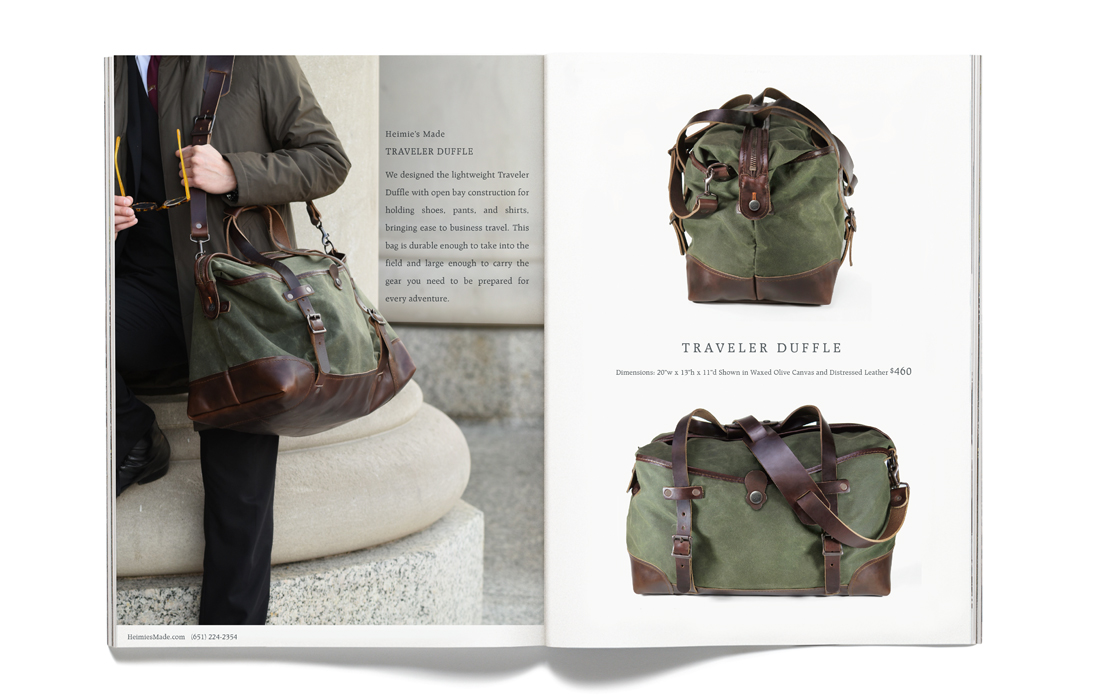 Heimie's Made
TRAVELER DUFFLE
We designed the lightweight Traveler
Duffle with open bay construction for
holding shoes, pants, and shirts,
bringing ease to business travel. This
bag is durable enough to take into the
field and large enough to carry the
gear you need to be prepared for
every adventure.
HeimiesMade.com (651) 224-2354
TRAVELER DUFFLE
Dimensions: 20"w x 13"h x 11"d Shown in Waxed Olive Canvas and Distressed Leather $460